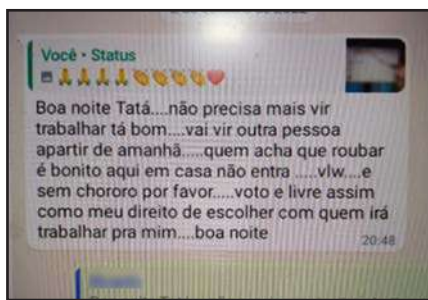 Você • Status
🙏🙏🙏🙏👏👏👏👏❤️
Boa noite Tatá....não precisa mais vir
trabalhar tá bom....vai vir outra pessoa
apartir de amanhã.....quem acha que roubar
é bonito aqui em casa não entra .....vlw....e
sem chororo por favor.....voto e livre assim
como meu direito de escolher com quem irá
trabalhar pra mim....boa noite
20:48